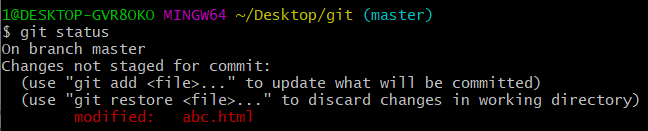 1@DESKTOP-GVR8OKO MINGW64 ~/Desktop/git (master)
$ git status
On branch master
Changes not staged for commit:
  (use "git add <file>..." to update what will be committed)
  (use "git restore <file>..." to discard changes in working directory)
        modified:   abc.html